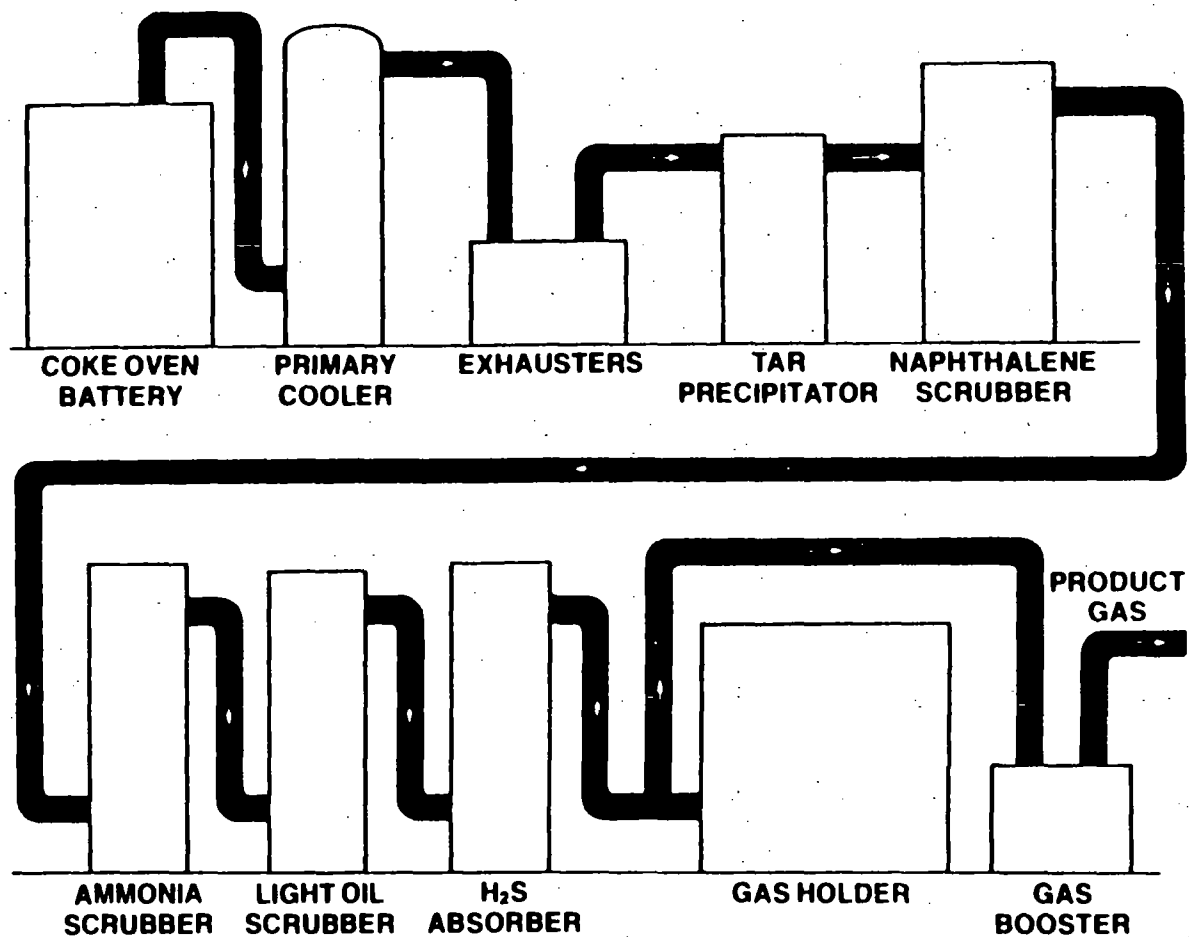 COKE OVEN
BATTERY
PRIMARY
COOLER
EXHAUSTERS
TAR
PRECIPITATOR
NAPHTHALENE
SCRUBBER
PRODUCT
GAS
AMMONIA
SCRUBBER
LIGHT OIL
SCRUBBER
H₂S
ABSORBER
GAS HOLDER
GAS
BOOSTER